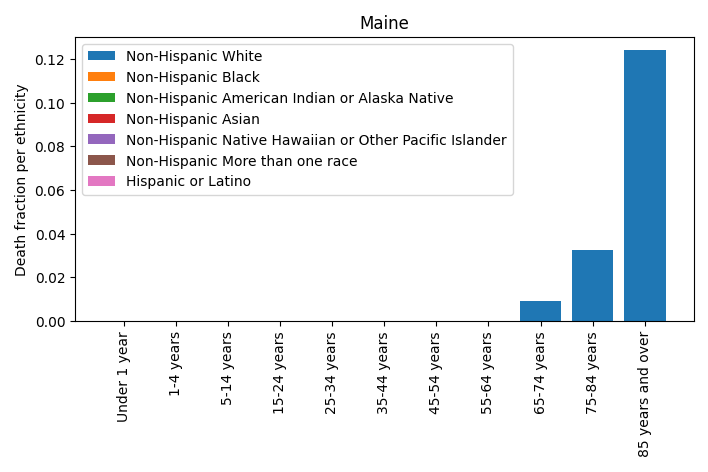 Maine
Death fraction per ethnicity
0.12
0.10
0.08
0.06
0.04
0.02
0.00
Non-Hispanic White
Non-Hispanic Black
Non-Hispanic American Indian or Alaska Native
Non-Hispanic Asian
Non-Hispanic Native Hawaiian or Other Pacific Islander
Non-Hispanic More than one race
Hispanic or Latino
Under 1 year
1-4 years
5-14 years
15-24 years
25-34 years
35-44 years
45-54 years
55-64 years
65-74 years
75-84 years
85 years and over